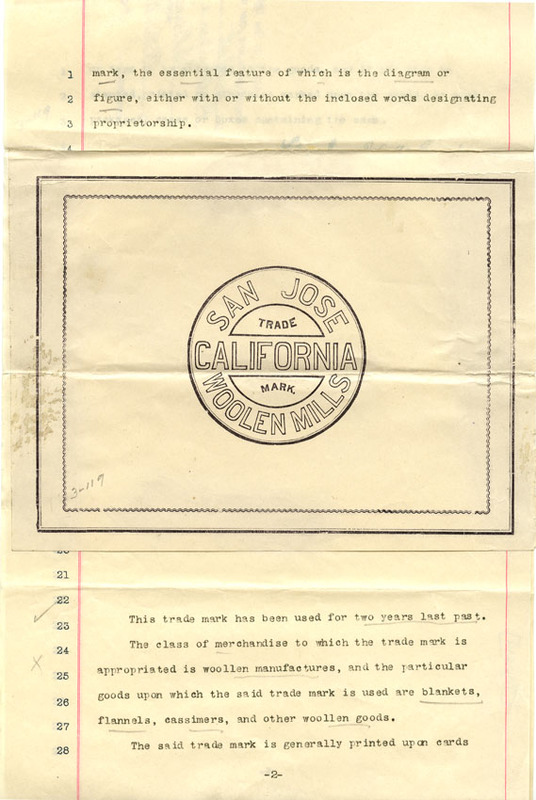 1 mark, the essential feature of which is the diagram or
2 figure, either with or without the inclosed words designating
3 proprietorship.
4
SAN JOSE
TRADE
CALIFORNIA
MARK.
WOOLEN MILLS
3-119
20
21
22
23 This trade mark has been used for two years last past.
24 The class of merchandise to which the trade mark is
25 appropriated is woollen manufactures, and the particular
26 goods upon which the said trade mark is used are blankets,
27 flannels, cassimers, and other woollen goods.
28 The said trade mark is generally printed upon cards
-2-